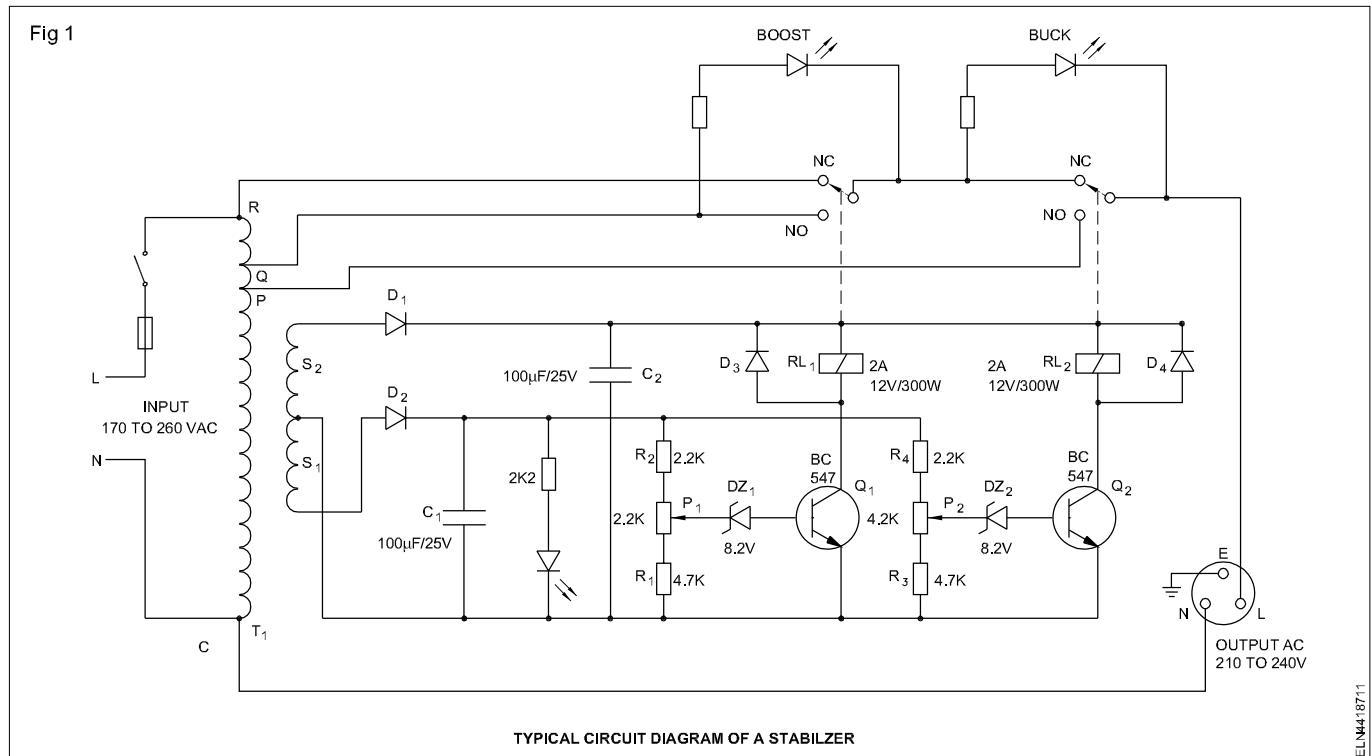 Fig 1
BOOST
BUCK
NC
NC
NO
NO
R
Q
P
D1
S2
D3
RL1
2A
12V/300W
2A
12V/300W
RL2
D4
100µF/25V
C2
L
INPUT
170 TO 260 VAC
D2
N
S1
R2
2.2K
R4
2.2K
BC
547
BC
547
2K2
C1
100µF/25V
2.2K
P1
DZ1
8.2V
Q1
4.2K
P2
DZ2
8.2V
Q2
R1
4.7K
R3
4.7K
E
N
L
T1
C
OUTPUT AC
210 TO 240V
TYPICAL CIRCUIT DIAGRAM OF A STABILZER